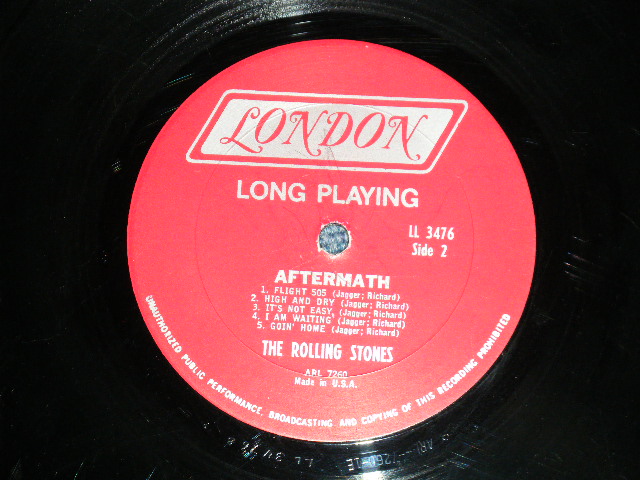 LONDON
LONG PLAYING
LL 3476
Side 2
AFTERMATH
1. FLIGHT 505 (Jagger; Richard)
2. HIGH AND DRY (Jagger; Richard)
3. IT'S NOT EASY, (Jagger; Richard)
4. I AM WAITING' (Jagger; Richard)
5. GOIN' HOME (Jagger; Richard)
THE ROLLING STONES
ARL 7260
Made in U.S.A.
UNAUTHORIZED PUBLIC PERFORMANCE, BROADCASTING AND COPYING OF THIS RECORDING PROHIBITED